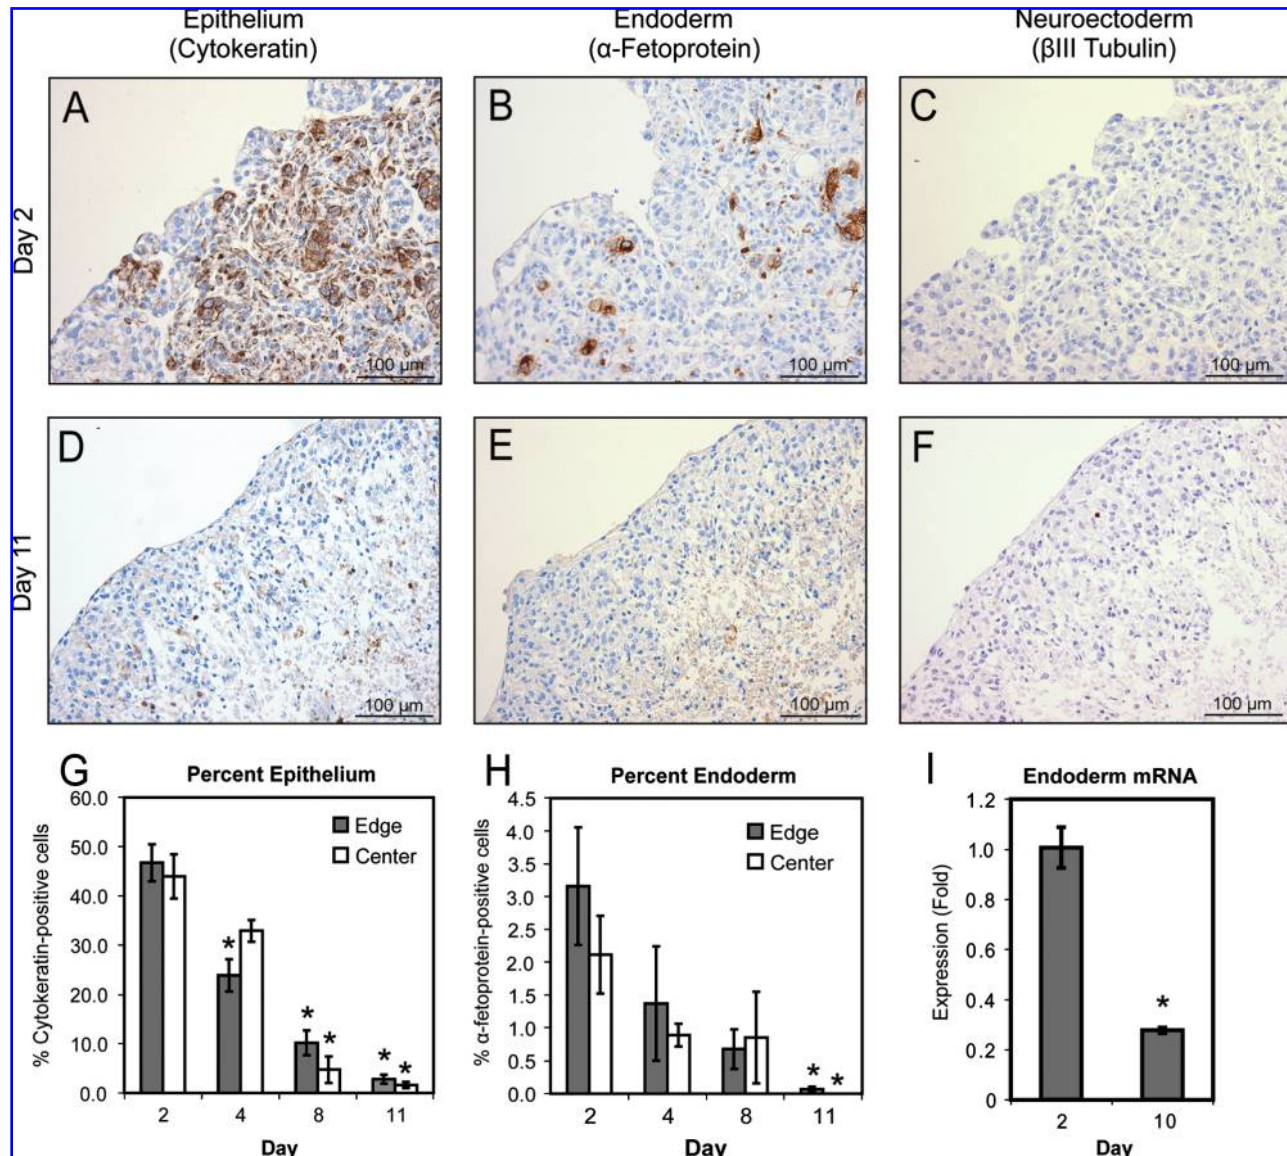 Epithelium
(Cytokeratin)
Endoderm
(α-Fetoprotein)
Neuroectoderm
(βIII Tubulin)
Day 2
A
100 µm
B
100 µm
C
100 µm
Day 11
D
100 µm
E
100 µm
F
100 µm
G
Percent Epithelium
% Cytokeratin-positive cells
60.0
50.0
40.0
30.0
20.0
10.0
0.0
Edge
Center
*
* *
* *
2 4 8 11
Day
H
Percent Endoderm
% α-fetoprotein-positive cells
4.5
4.0
3.5
3.0
2.5
2.0
1.5
1.0
0.5
0.0
Edge
Center
* *
2 4 8 11
Day
I
Endoderm mRNA
Expression (Fold)
1.2
1.0
0.8
0.6
0.4
0.2
0
*
2 10
Day